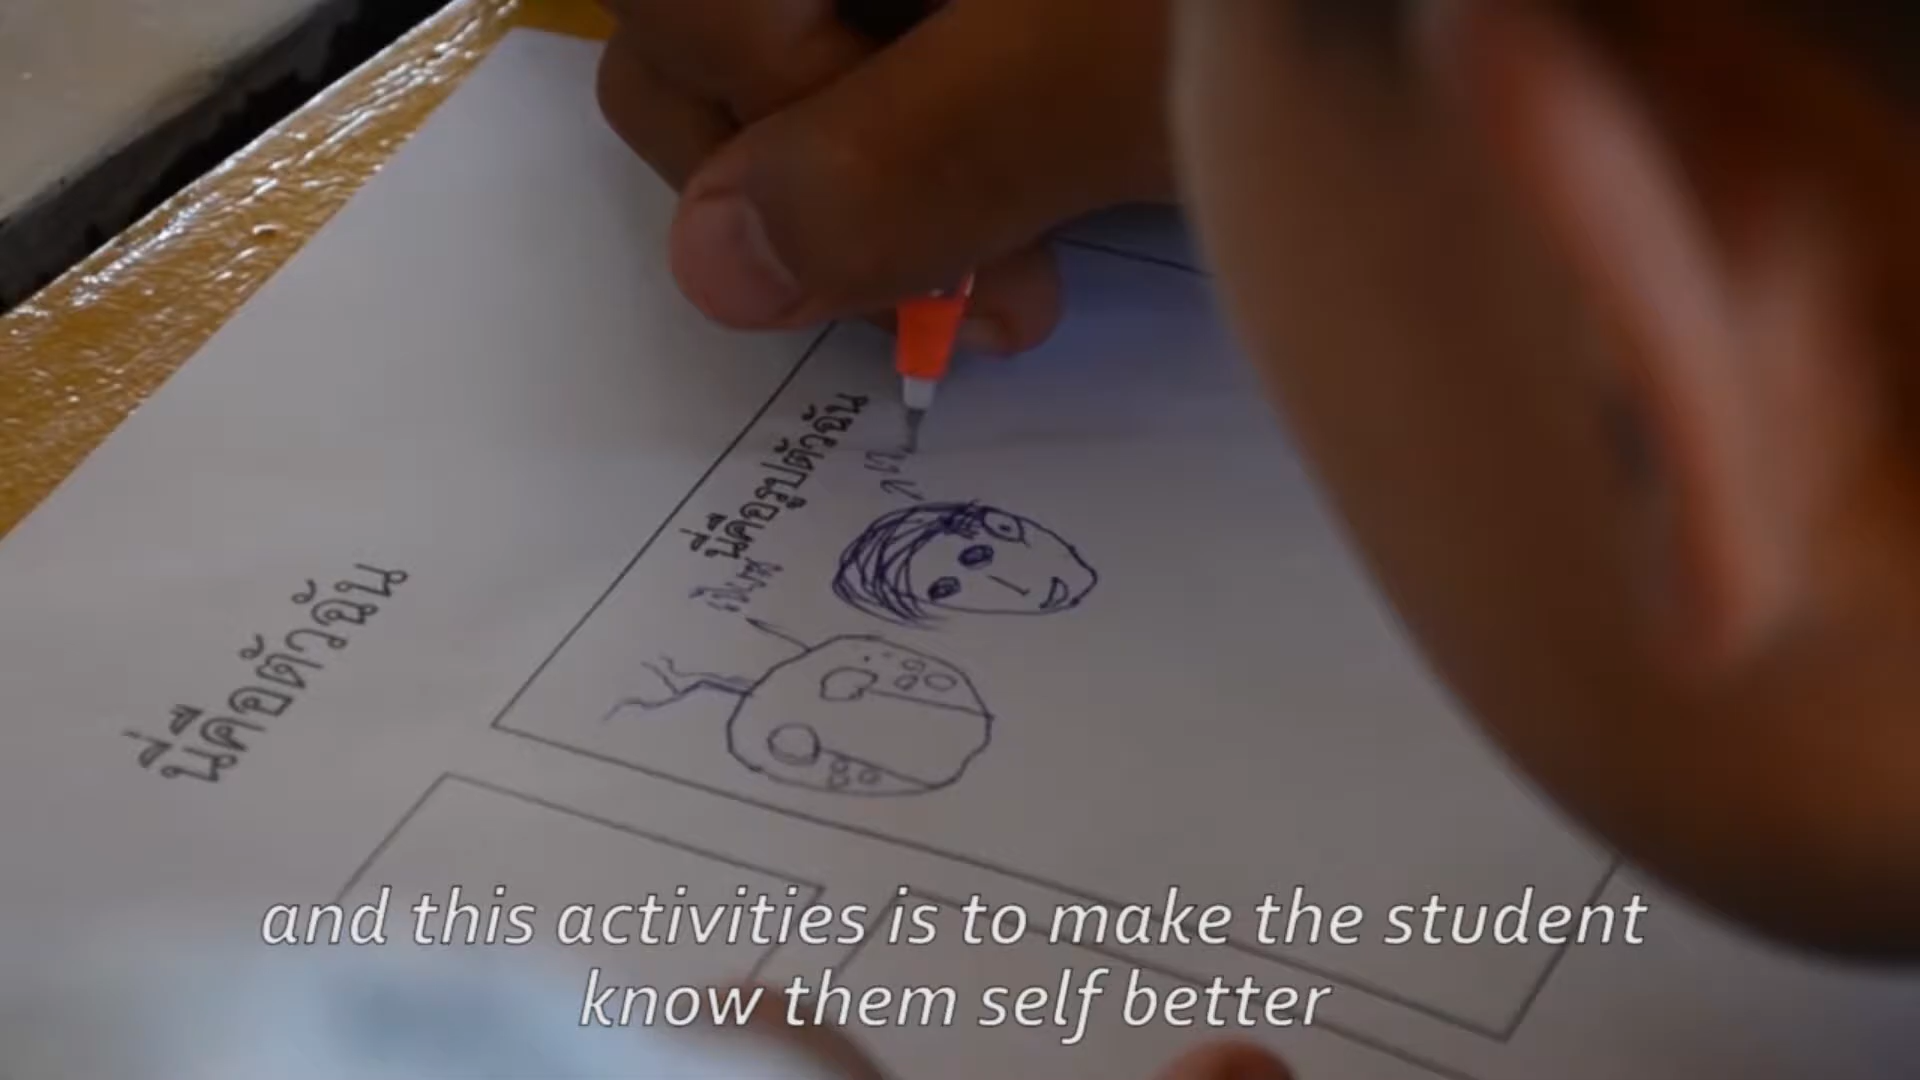 นี่คือตัวฉัน
นี่คือรูปตัวฉัน
and this activities is to make the student
know them self better